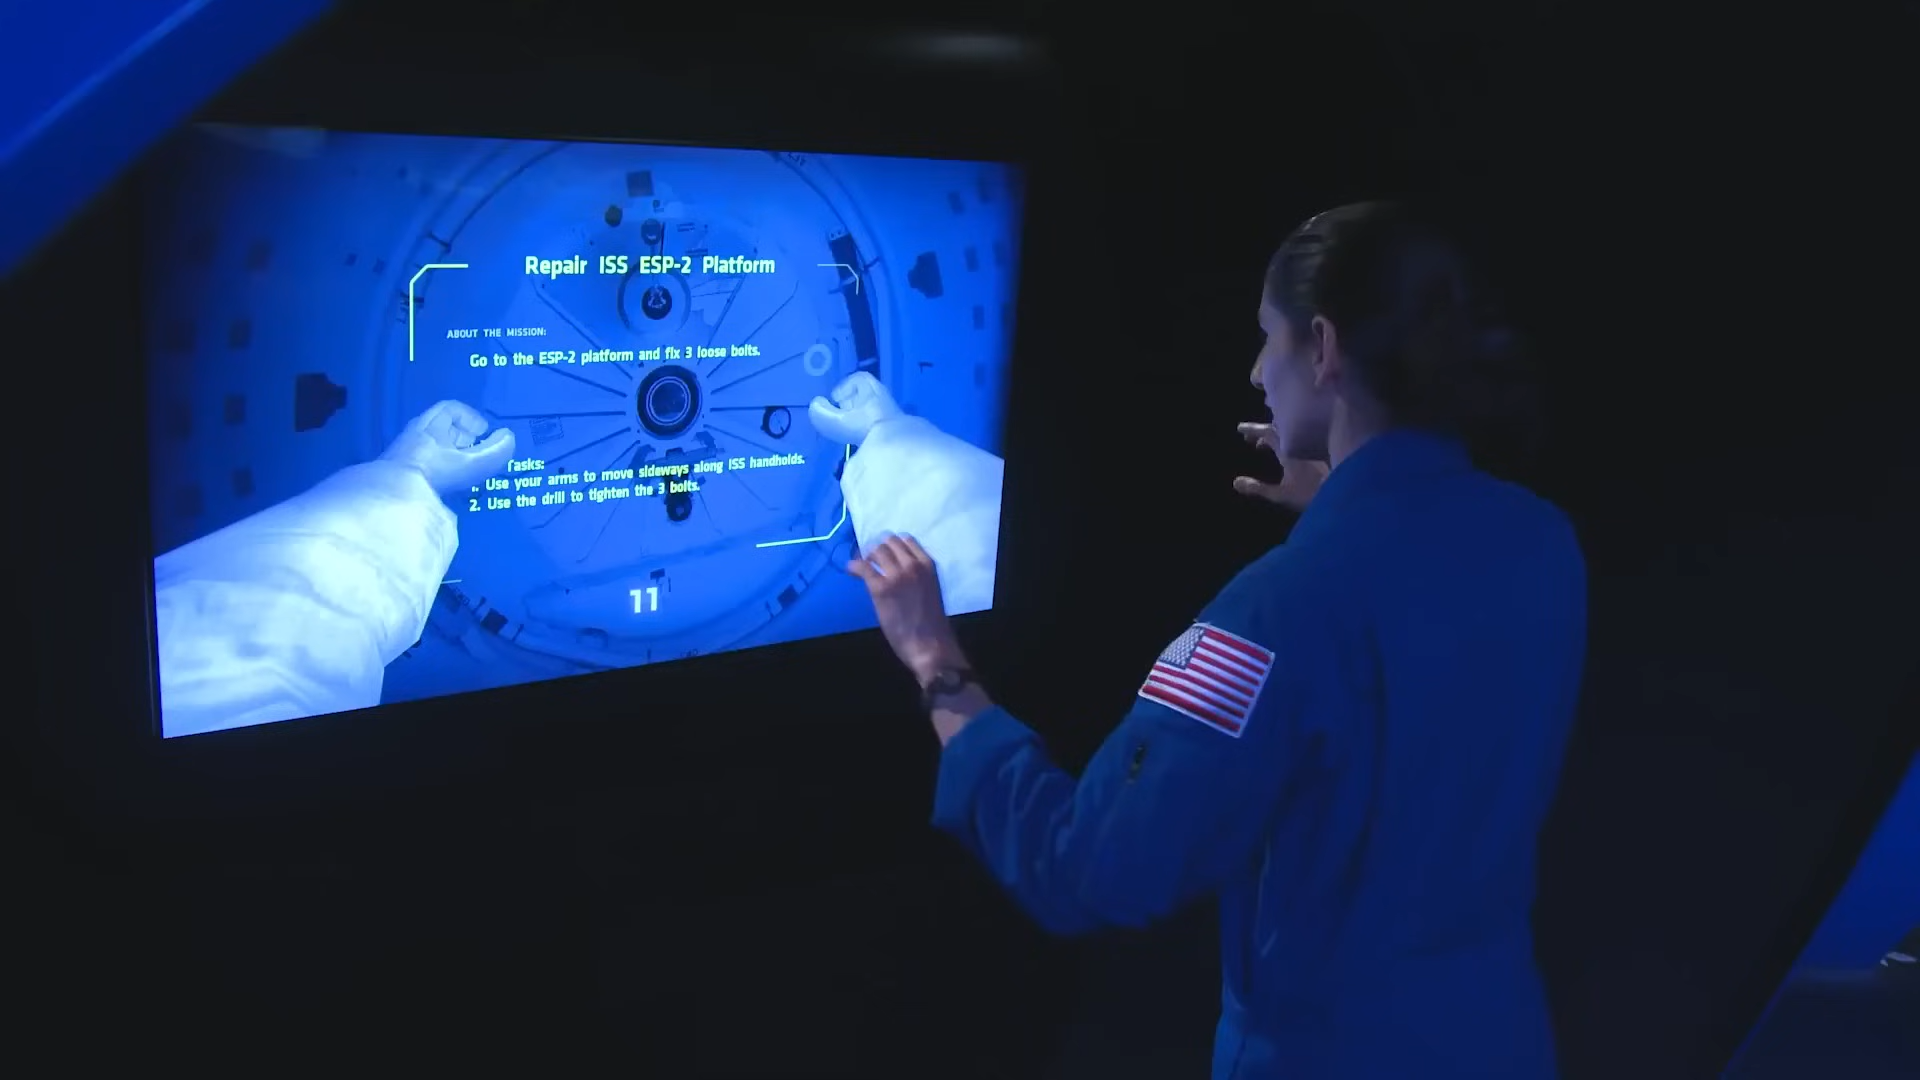 Repair ISS ESP-2 Platform
ABOUT THE MISSION:
Go to the ESP-2 platform and fix 3 loose bolts.
Tasks:
1. Use your arms to move sideways along ISS handholds.
2. Use the drill to tighten the 3 bolts.
11